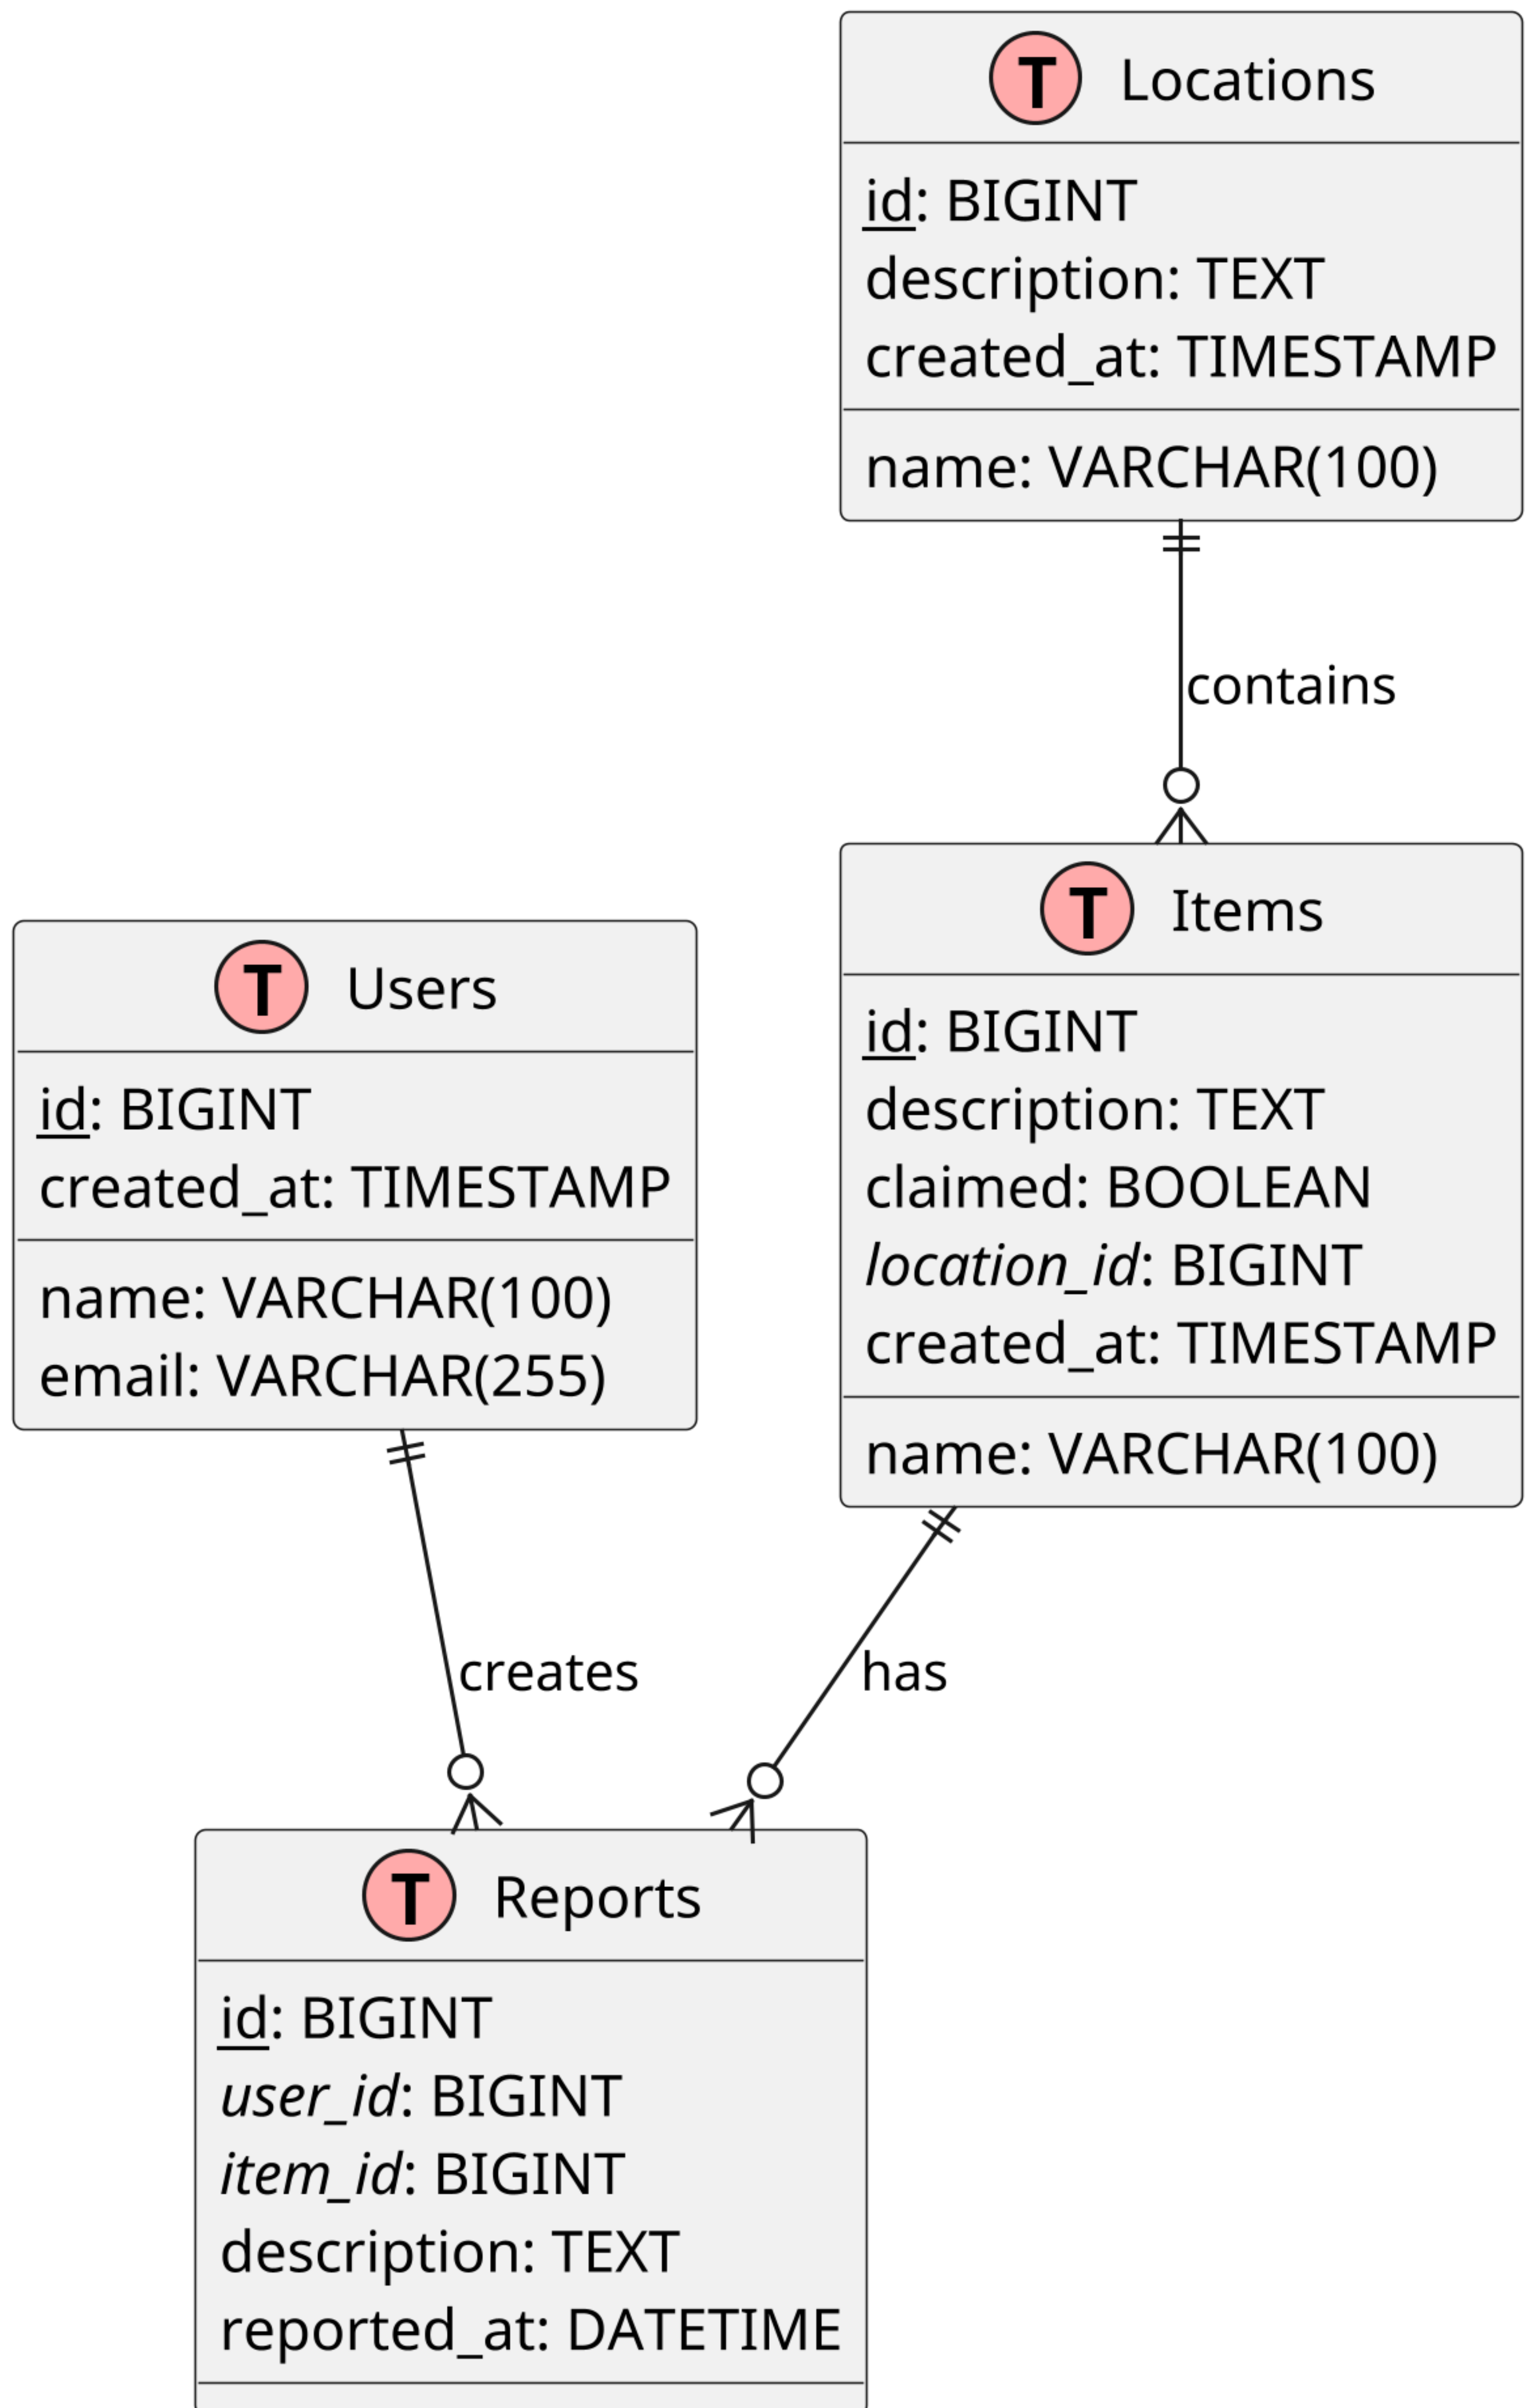 T Locations
id: BIGINT
description: TEXT
created_at: TIMESTAMP
name: VARCHAR(100)
contains
T Items
id: BIGINT
description: TEXT
claimed: BOOLEAN
location_id: BIGINT
created_at: TIMESTAMP
name: VARCHAR(100)
T Users
id: BIGINT
created_at: TIMESTAMP
name: VARCHAR(100)
email: VARCHAR(255)
creates
has
T Reports
id: BIGINT
user_id: BIGINT
item_id: BIGINT
description: TEXT
reported_at: DATETIME